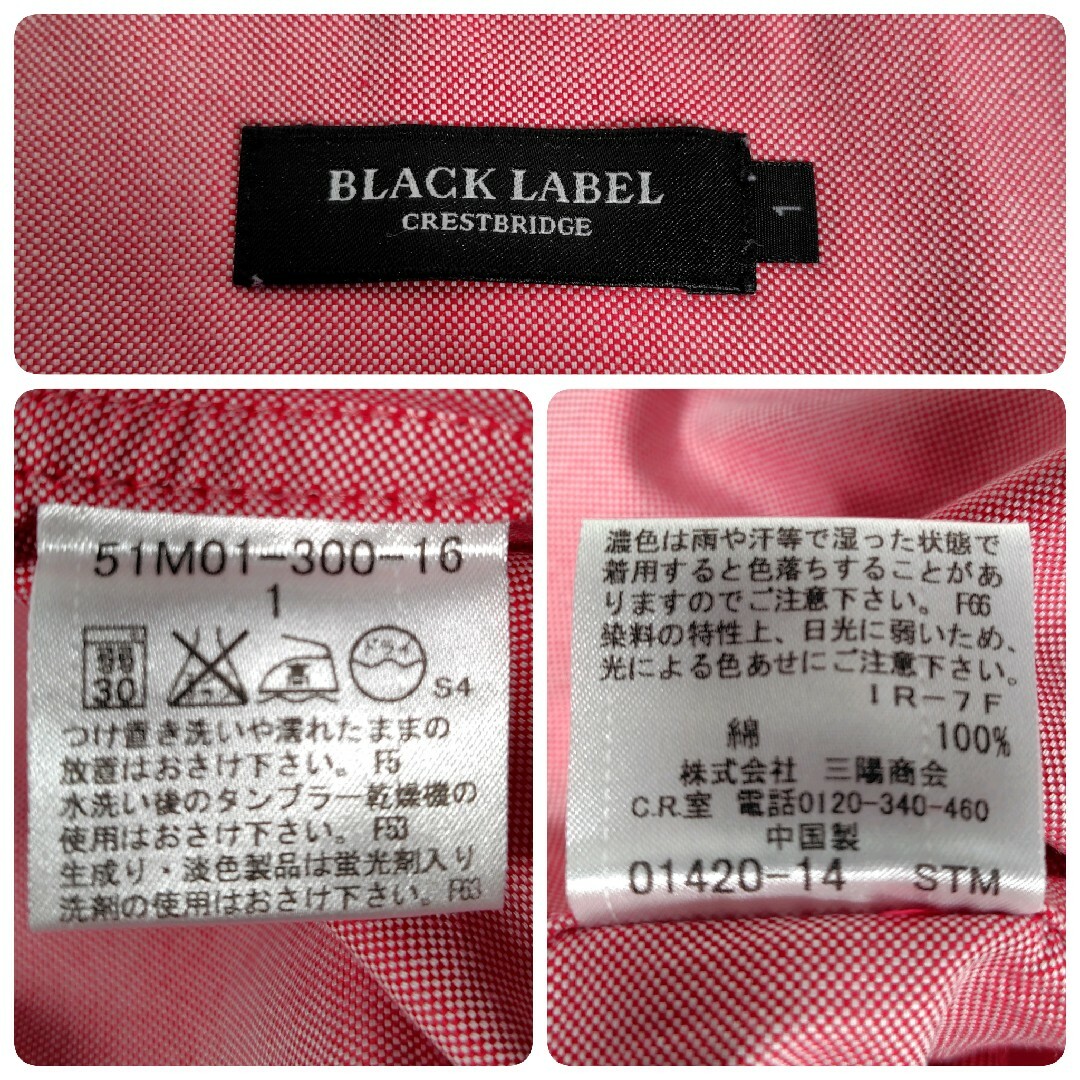 BLACK LABEL
CRESTBRIDGE
1
51M01-300-16
1
30
高
ドライ
S4
つけ置き洗いや濡れたままの
放置はおさけ下さい。 F5
水洗い後のタンブラー乾燥機の
使用はおさけ下さい。 F53
生成り・淡色製品は蛍光剤入り
洗剤の使用はおさけ下さい。F63
濃色は雨や汗等で湿った状態で
着用すると色落ちすることがあ
りますのでご注意下さい。 F66
染料の特性上、日光に弱いため、
光による色あせにご注意下さい。
IR-7F
綿 100%
株式会社 三陽商会
C.R.室 電話0120-340-460
中国製
01420-14 STM